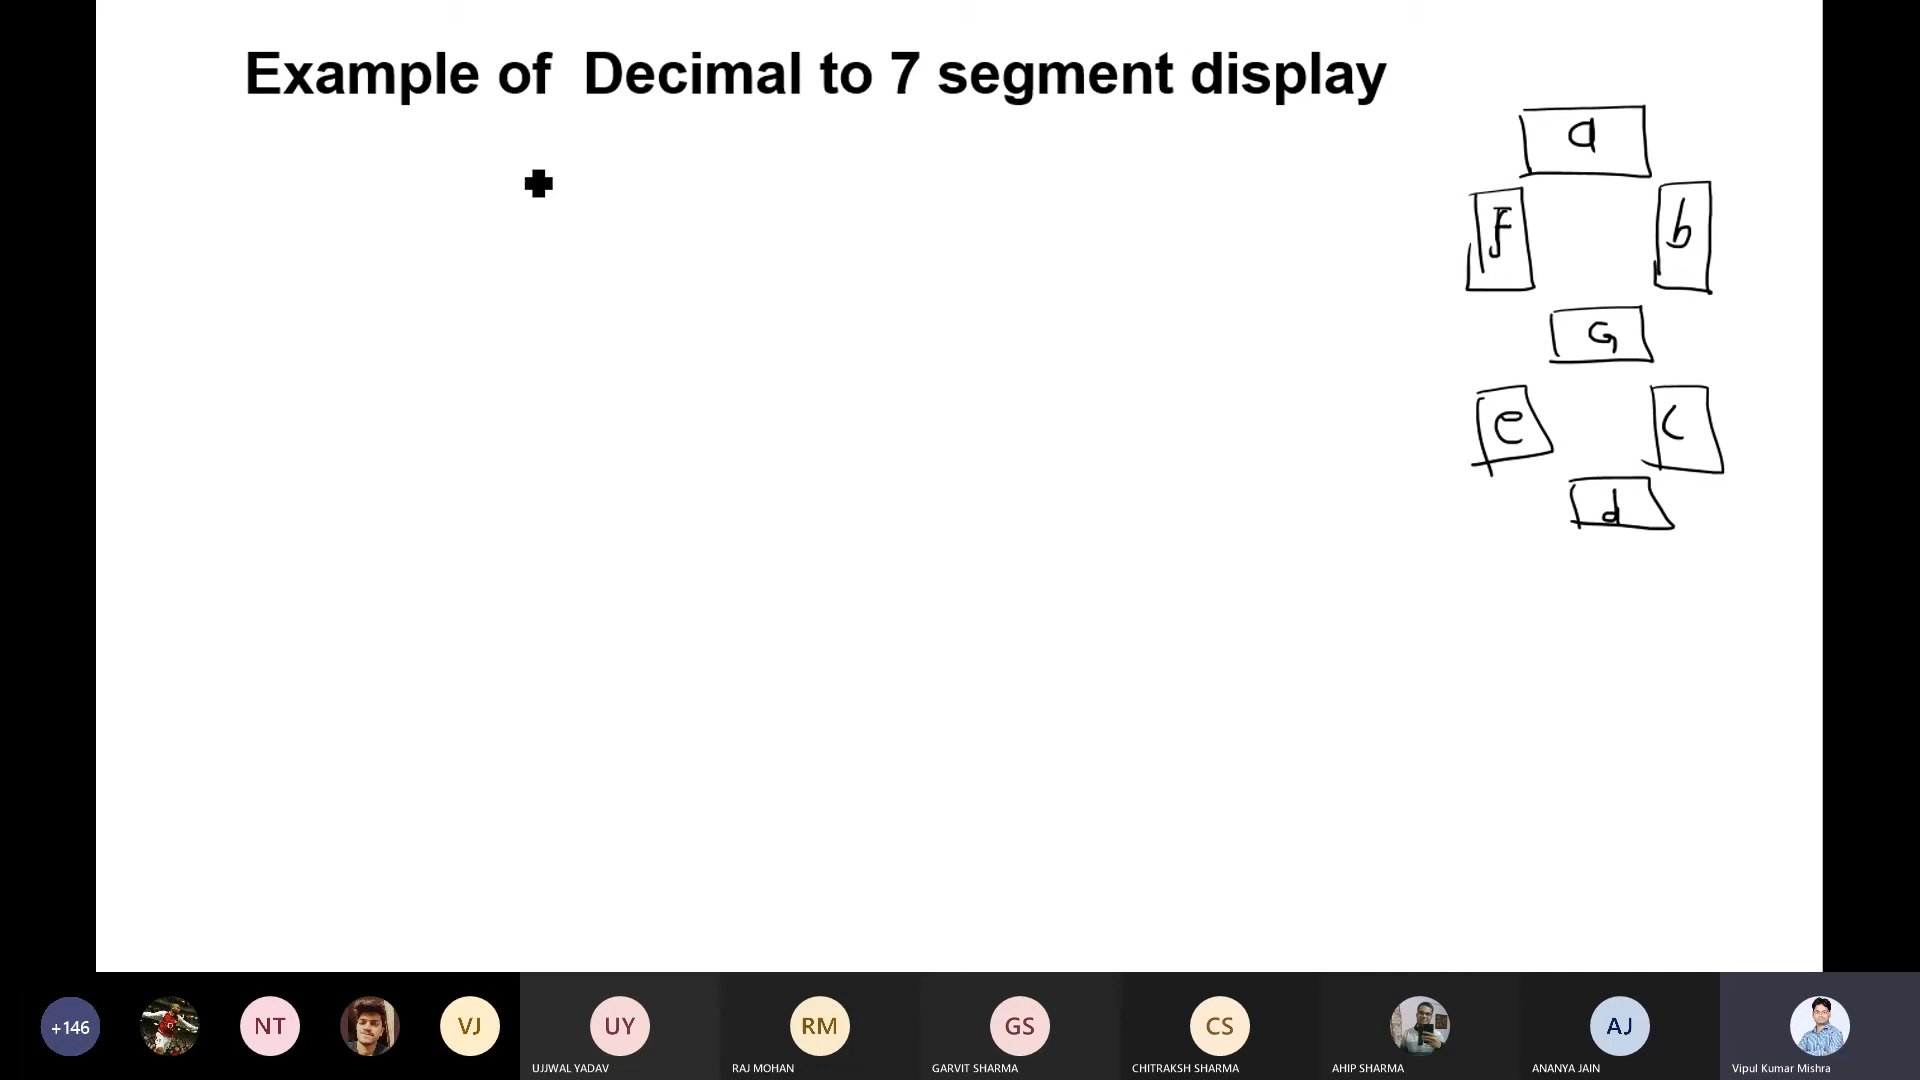 Example of Decimal to 7 segment display
a
F b
G
e c
d
+146 NT VJ UY RM GS CS AJ
UJJWAL YADAV RAJ MOHAN GARVIT SHARMA CHITRAKSH SHARMA AHIP SHARMA ANANYA JAIN Vipul Kumar Mishra